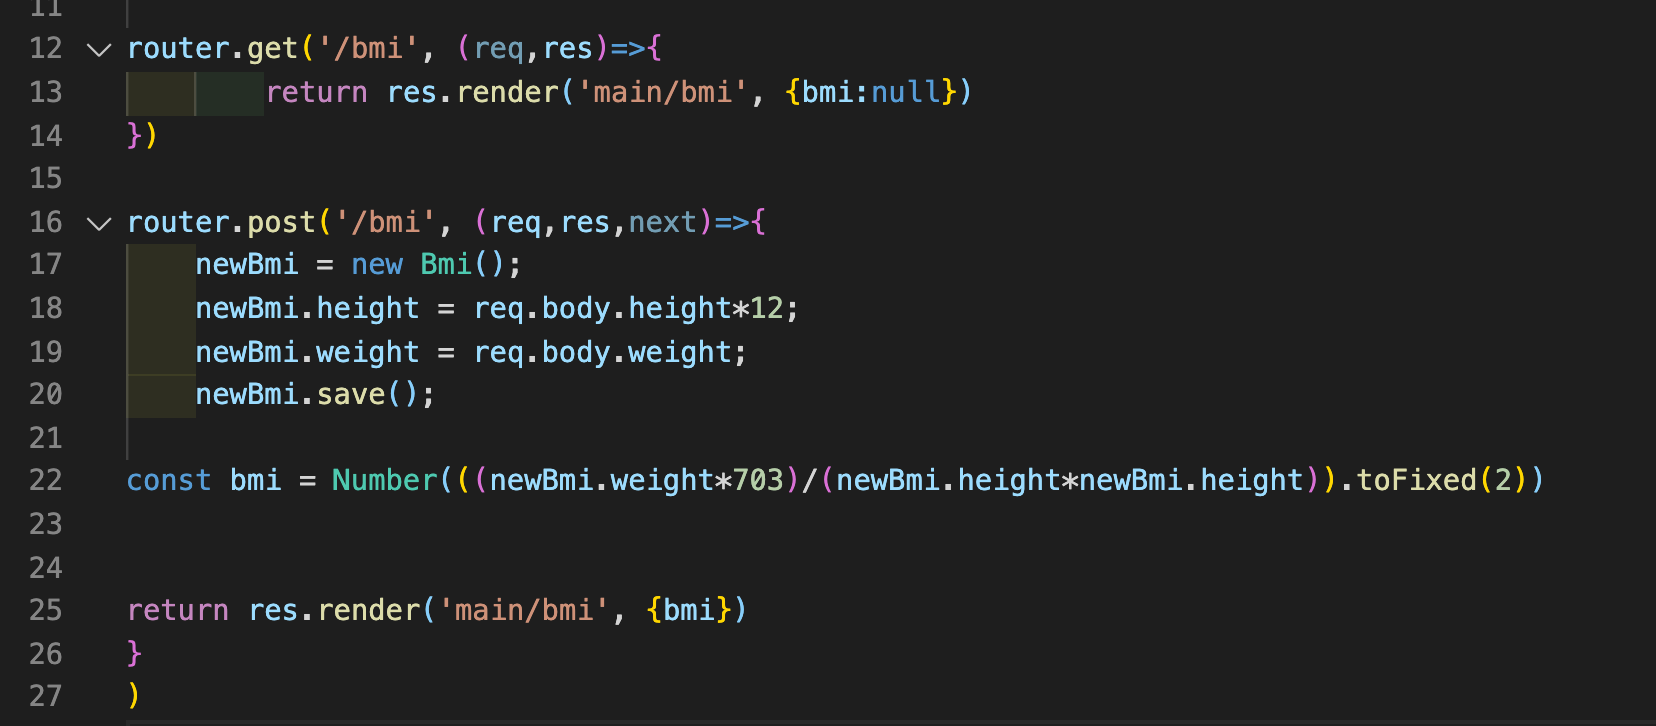 11
12 router.get('/bmi', (req,res)=>{
13 return res.render('main/bmi', {bmi:null})
14 })
15
16 router.post('/bmi', (req,res,next)=>{
17 newBmi = new Bmi();
18 newBmi.height = req.body.height*12;
19 newBmi.weight = req.body.weight;
20 newBmi.save();
21
22 const bmi = Number(((newBmi.weight*703)/(newBmi.height*newBmi.height)).toFixed(2))
23
24
25 return res.render('main/bmi', {bmi})
26 }
27 )